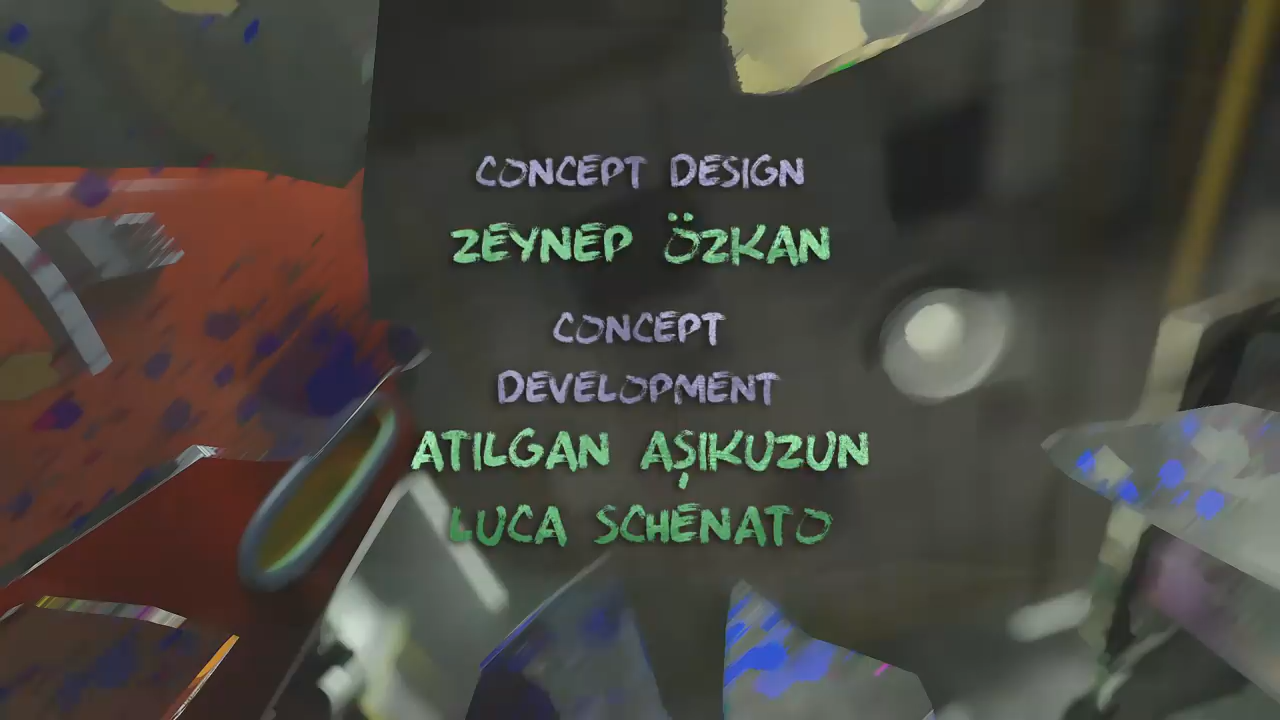 CONCEPT DESIGN
ZEYNEP ÖZKAN
CONCEPT
DEVELOPMENT
ATILGAN AŞIKUZUN
LUCA SCHENATO